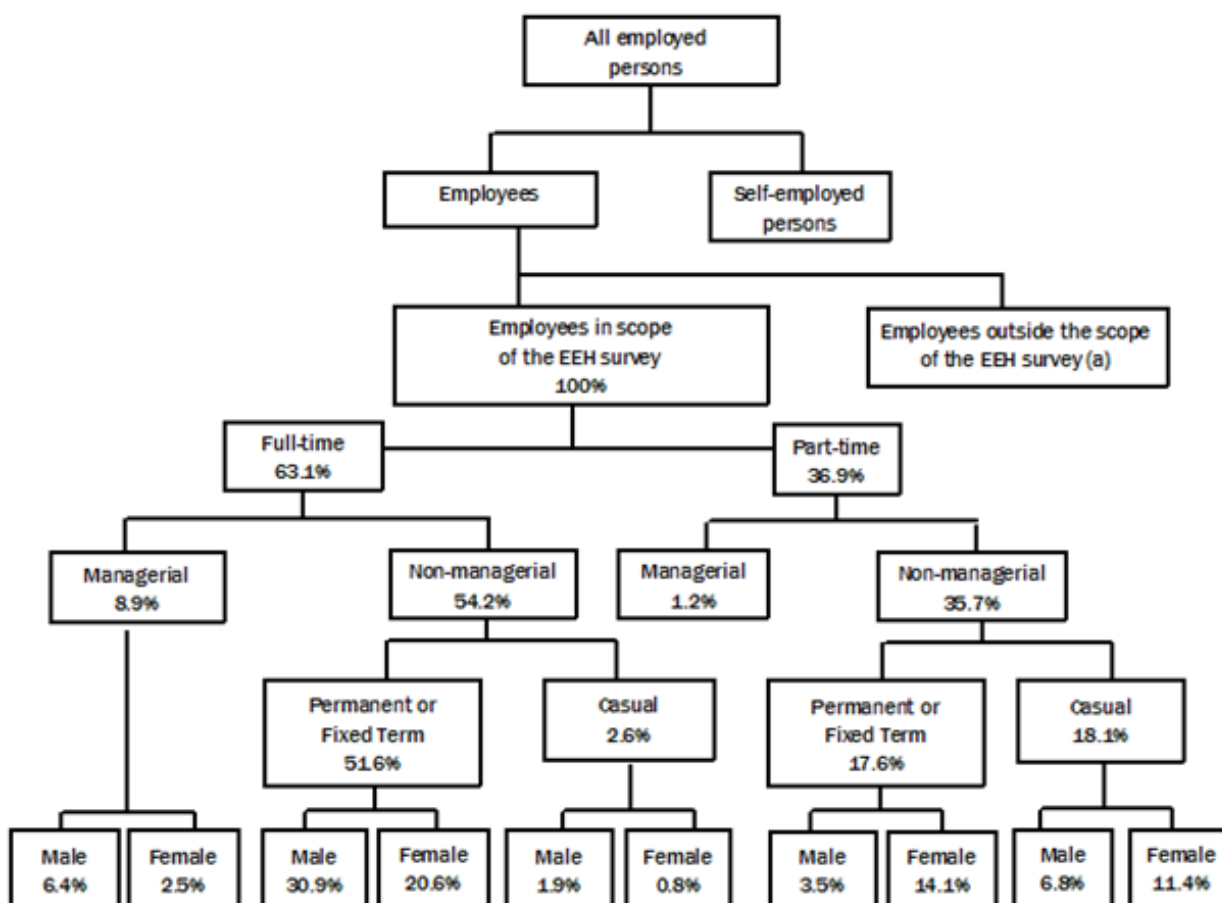 All employed
persons
Employees
Self-employed
persons
Employees in scope
of the EEH survey
100%
Employees outside the scope
of the EEH survey (a)
Full-time
63.1%
Part-time
36.9%
Managerial
8.9%
Non-managerial
54.2%
Managerial
1.2%
Non-managerial
35.7%
Permanent or
Fixed Term
51.6%
Casual
2.6%
Permanent or
Fixed Term
17.6%
Casual
18.1%
Male
6.4%
Female
2.5%
Male
30.9%
Female
20.6%
Male
1.9%
Female
0.8%
Male
3.5%
Female
14.1%
Male
6.8%
Female
11.4%